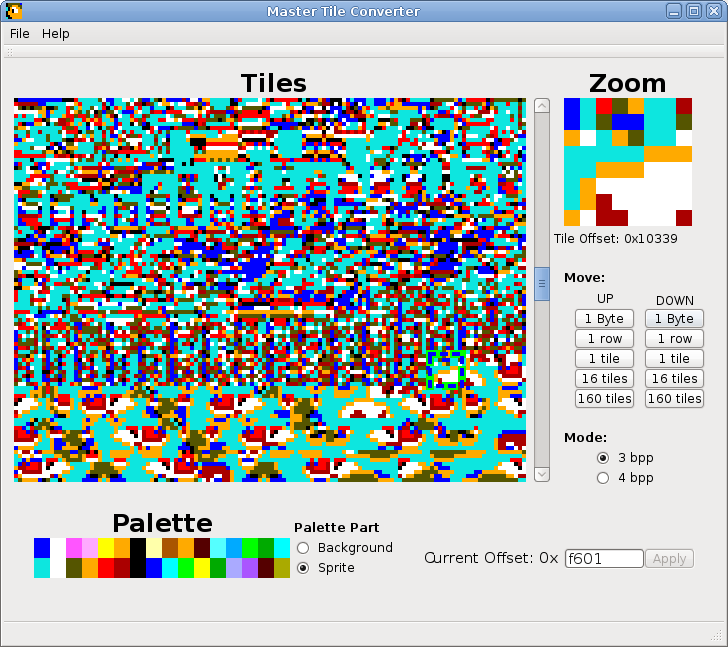 Master Tile Converter
File Help
Tiles
Zoom
Tile Offset: 0x10339
Move:
UP DOWN
1 Byte 1 Byte
1 row 1 row
1 tile 1 tile
16 tiles 16 tiles
160 tiles 160 tiles
Mode:
3 bpp
4 bpp
Palette
Palette Part
Background
Sprite
Current Offset: 0x f601 Apply